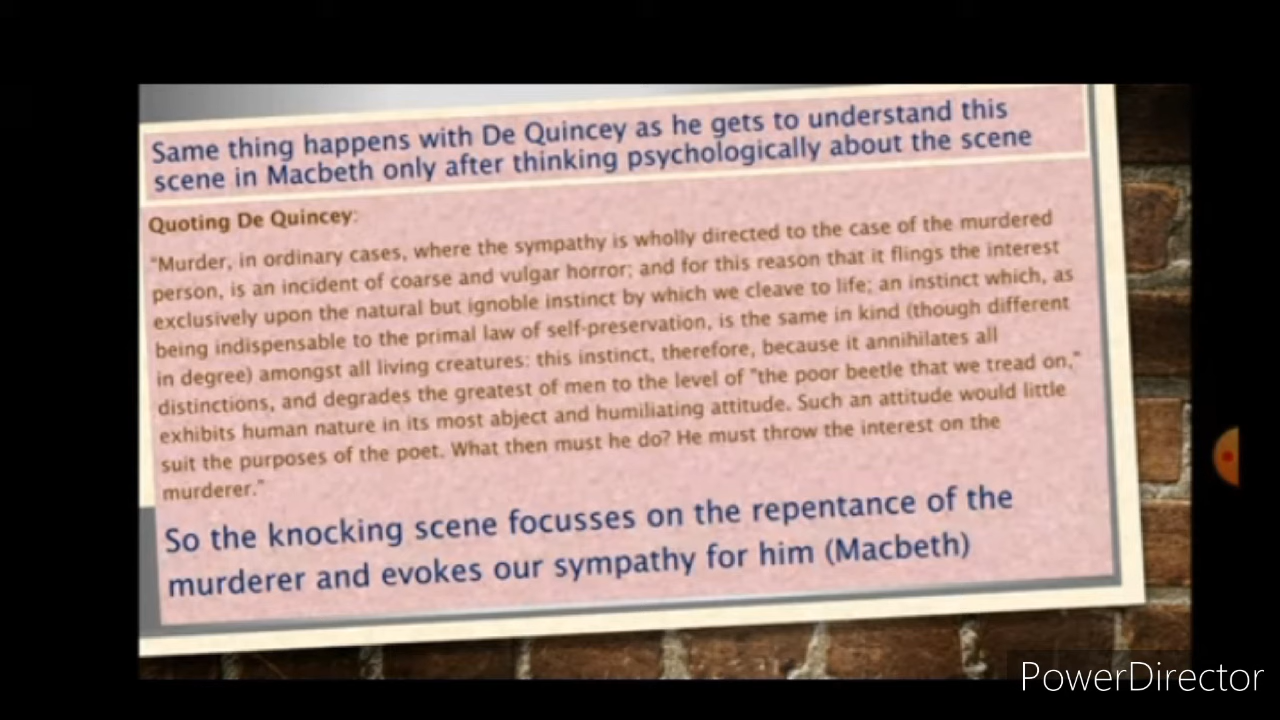 Same thing happens with De Quincey as he gets to understand this
scene in Macbeth only after thinking psychologically about the scene
Quoting De Quincey:
"Murder, in ordinary cases, where the sympathy is wholly directed to the case of the murdered
person, is an incident of coarse and vulgar horror; and for this reason that it flings the interest
exclusively upon the natural but ignoble instinct by which we cleave to life; an instinct which, as
being indispensable to the primal law of self-preservation, is the same in kind (though different
in degree) amongst all living creatures: this instinct, therefore, because it annihilates all
distinctions, and degrades the greatest of men to the level of "the poor beetle that we tread on,"
exhibits human nature in its most abject and humiliating attitude. Such an attitude would little
suit the purposes of the poet. What then must he do? He must throw the interest on the
murderer."
So the knocking scene focusses on the repentance of the
murderer and evokes our sympathy for him (Macbeth)
PowerDirector